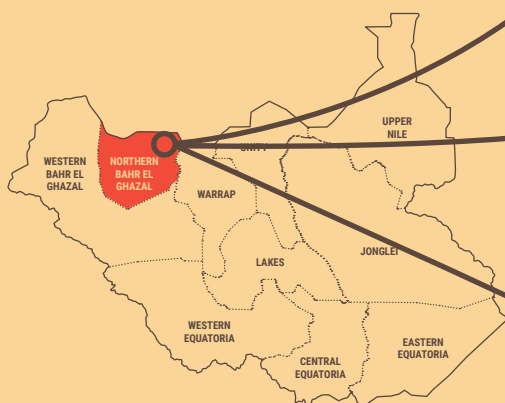 UPPER
NILE
UNITY
WESTERN
BAHR EL
GHAZAL
NORTHERN
BAHR EL
GHAZAL
WARRAP
JONGLEI
LAKES
WESTERN
EQUATORIA
EASTERN
EQUATORIA
CENTRAL
EQUATORIA